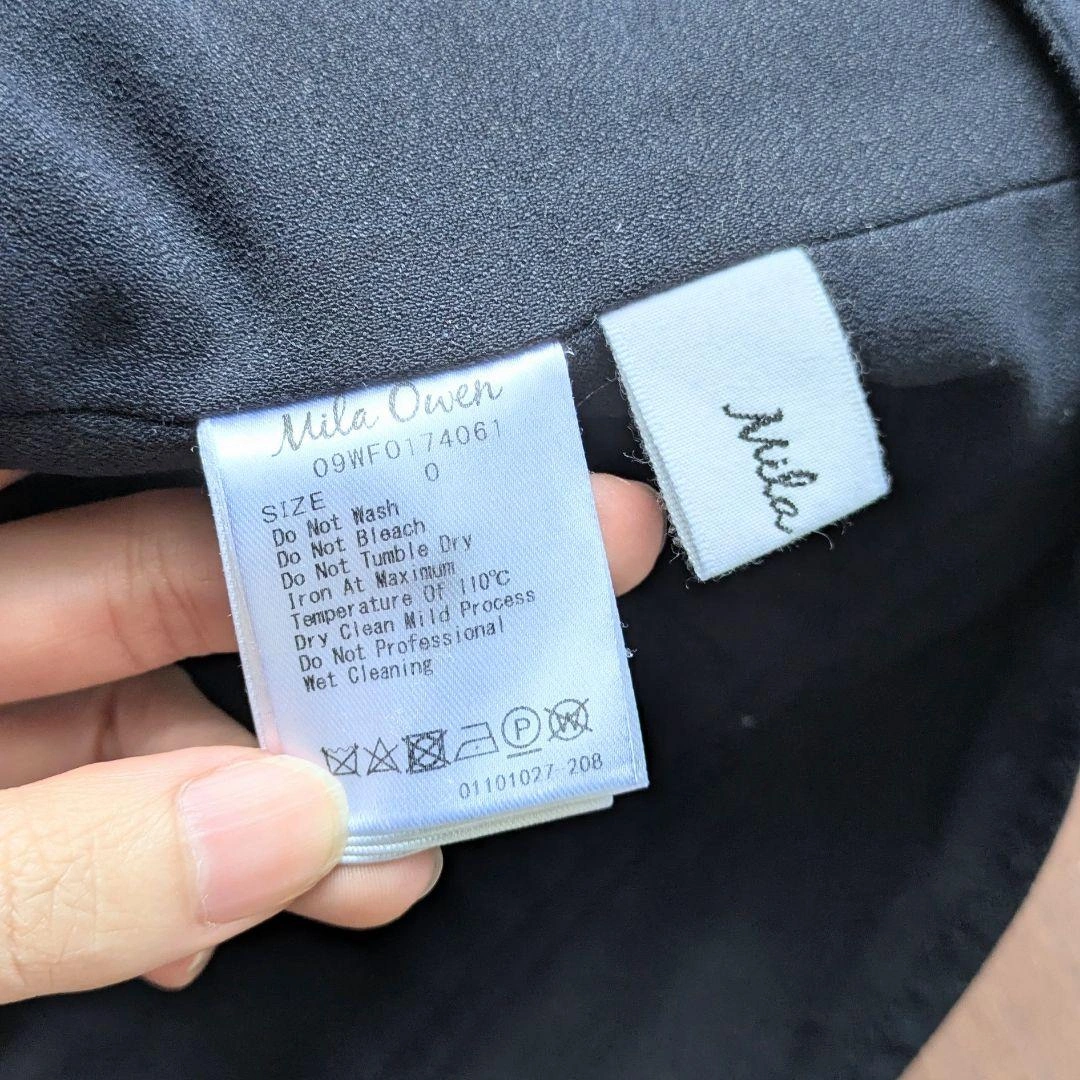 Mila Owen
09WF0174061
SIZE 0
Do Not Wash
Do Not Bleach
Do Not Tumble Dry
Iron At Maximum
Temperature Of 110℃
Dry Clean Mild Process
Do Not Professional
Wet Cleaning
P W
01101027-208
Mila